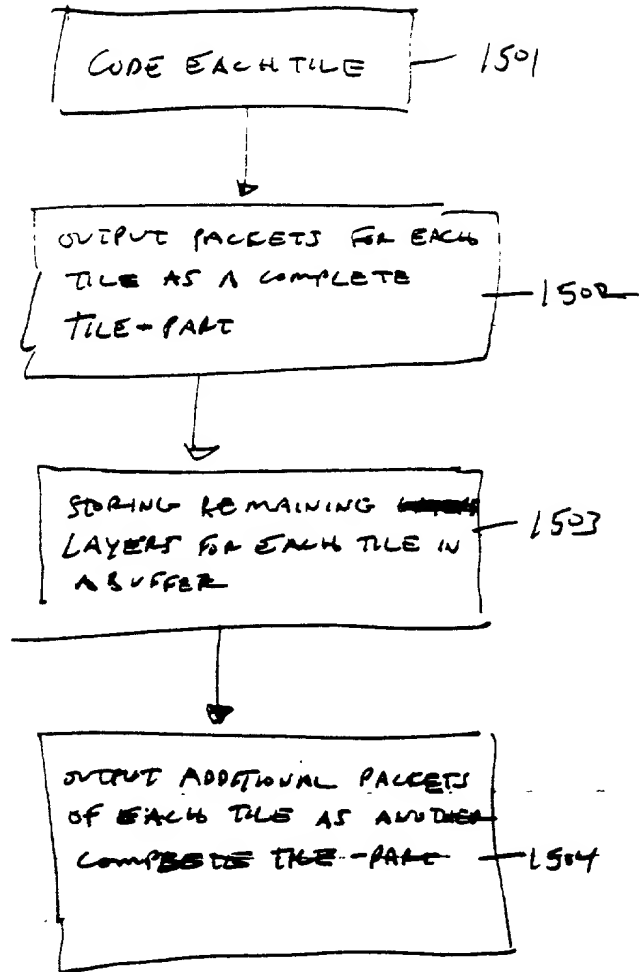 CODE EACH TILE
1501
OUTPUT PACKETS FOR EACH
TILE AS A COMPLETE
TILE-PART
1502
STORING REMAINING
LAYERS FOR EACH TILE IN
A BUFFER
1503
OUTPUT ADDITIONAL PACKETS
OF EACH TILE AS ANOTHER
COMPLETE TILE-PART
1504